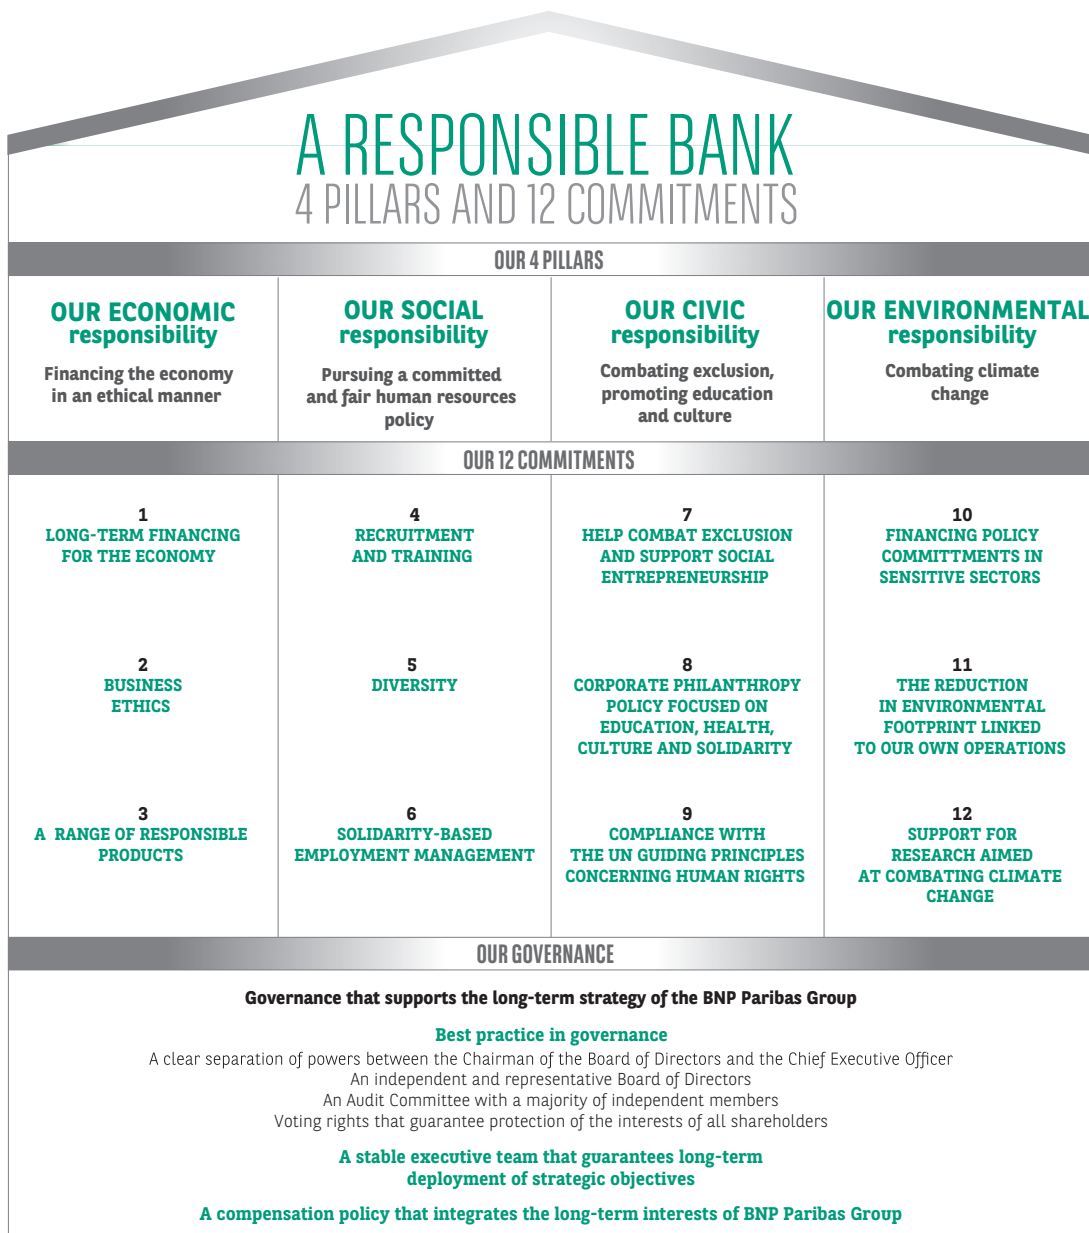 A RESPONSIBLE BANK
4 PILLARS AND 12 COMMITMENTS
OUR 4 PILLARS
OUR ECONOMIC
responsibility
Financing the economy
in an ethical manner
OUR SOCIAL
responsibility
Pursuing a committed
and fair human resources
policy
OUR CIVIC
responsibility
Combating exclusion,
promoting education
and culture
OUR ENVIRONMENTAL
responsibility
Combating climate
change
OUR 12 COMMITMENTS
1
LONG-TERM FINANCING
FOR THE ECONOMY
4
RECRUITMENT
AND TRAINING
7
HELP COMBAT EXCLUSION
AND SUPPORT SOCIAL
ENTREPRENEURSHIP
10
FINANCING POLICY
COMMITTMENTS IN
SENSITIVE SECTORS
2
BUSINESS
ETHICS
5
DIVERSITY
8
CORPORATE PHILANTHROPY
POLICY FOCUSED ON
EDUCATION, HEALTH,
CULTURE AND SOLIDARITY
11
THE REDUCTION
IN ENVIRONMENTAL
FOOTPRINT LINKED
TO OUR OWN OPERATIONS
3
A RANGE OF RESPONSIBLE
PRODUCTS
6
SOLIDARITY-BASED
EMPLOYMENT MANAGEMENT
9
COMPLIANCE WITH
THE UN GUIDING PRINCIPLES
CONCERNING HUMAN RIGHTS
12
SUPPORT FOR
RESEARCH AIMED
AT COMBATING CLIMATE
CHANGE
OUR GOVERNANCE
Governance that supports the long-term strategy of the BNP Paribas Group
Best practice in governance
A clear separation of powers between the Chairman of the Board of Directors and the Chief Executive Officer
An independent and representative Board of Directors
An Audit Committee with a majority of independent members
Voting rights that guarantee protection of the interests of all shareholders
A stable executive team that guarantees long-term
deployment of strategic objectives
A compensation policy that integrates the long-term interests of BNP Paribas Group